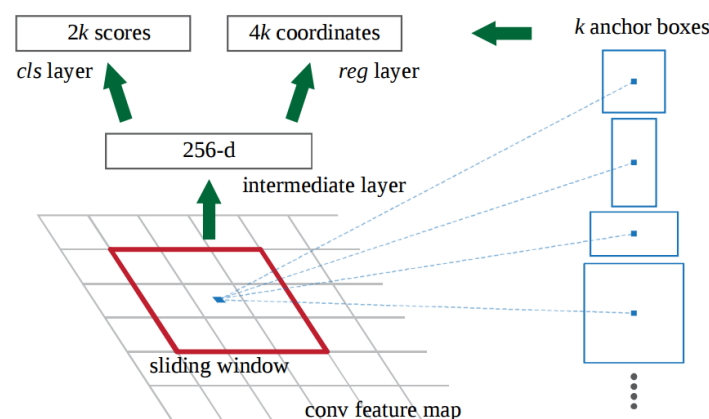 2k scores
4k coordinates
k anchor boxes
cls layer
reg layer
256-d
intermediate layer
sliding window
conv feature map